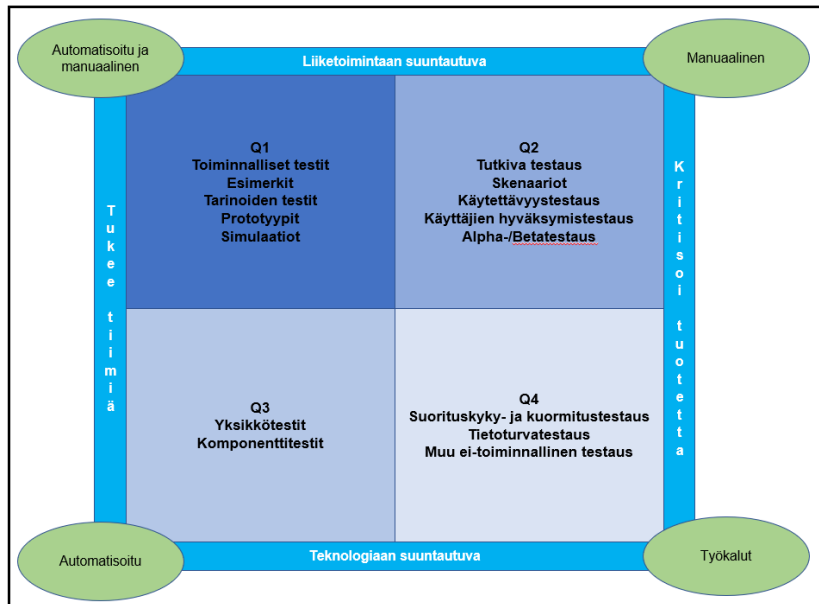 Automatisoitu ja
manuaalinen
Liiketoimintaan suuntautuva
Manuaalinen
Tukee tiimiä
Q1
Toiminnalliset testit
Esimerkit
Tarinoiden testit
Prototyypit
Simulaatiot
Q2
Tutkiva testaus
Skenaariot
Käytettävyystestaus
Käyttäjien hyväksymistestaus
Alpha-/Betatestaus
Kritisoi tuotetta
Q3
Yksikkötestit
Komponenttitestit
Q4
Suorituskyky- ja kuormitustestaus
Tietoturvatestaus
Muu ei-toiminnallinen testaus
Automatisoitu
Teknologiaan suuntautuva
Työkalut